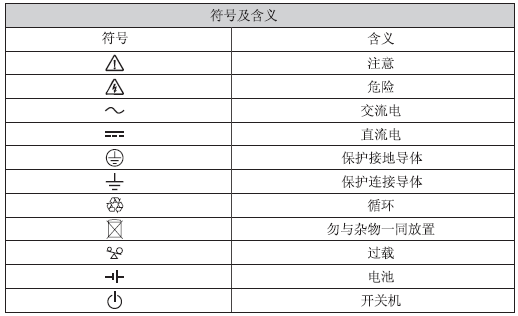 符号及含义
符号 含义
注意
危险
交流电
直流电
保护接地导体
保护连接导体
循环
勿与杂物一同放置
过载
电池
开关机